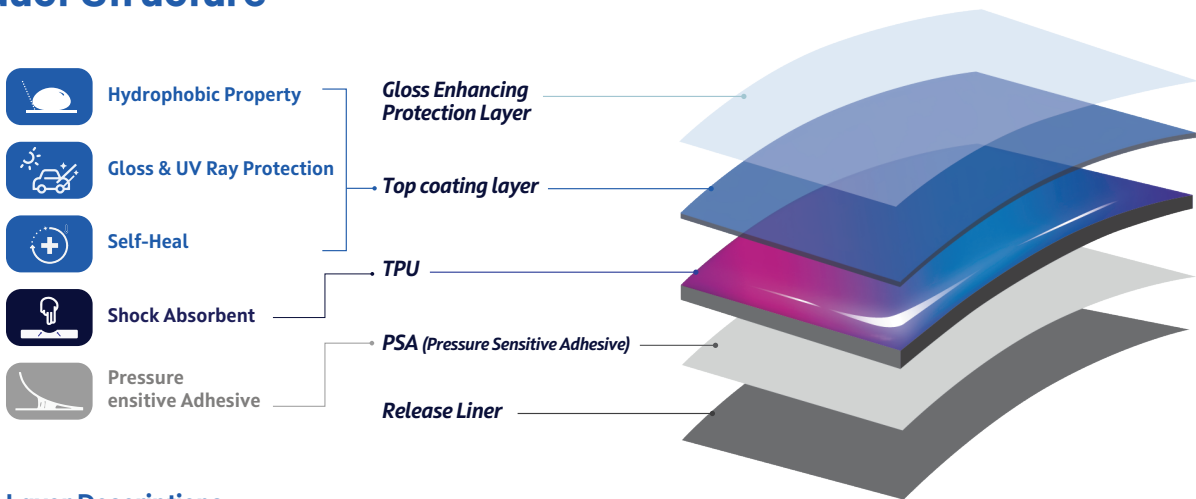 Hydrophobic Property
Gloss & UV Ray Protection
Self-Heal
Shock Absorbent
Pressure
ensitive Adhesive
Gloss Enhancing
Protection Layer
Top coating layer
TPU
PSA (Pressure Sensitive Adhesive)
Release Liner